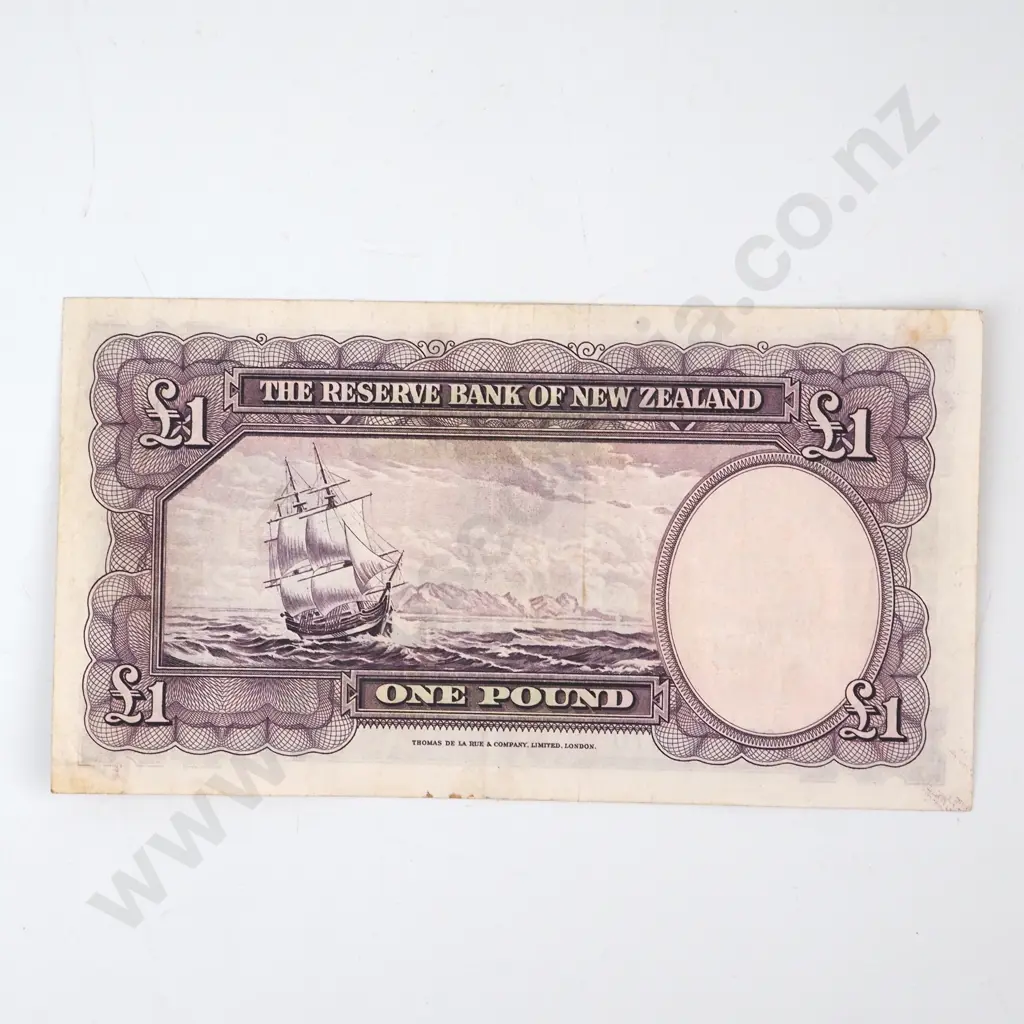 THE RESERVE BANK OF NEW ZEALAND
£1
£1
ONE POUND
£1
£1
THOMAS DE LA RUE & COMPANY, LIMITED, LONDON.